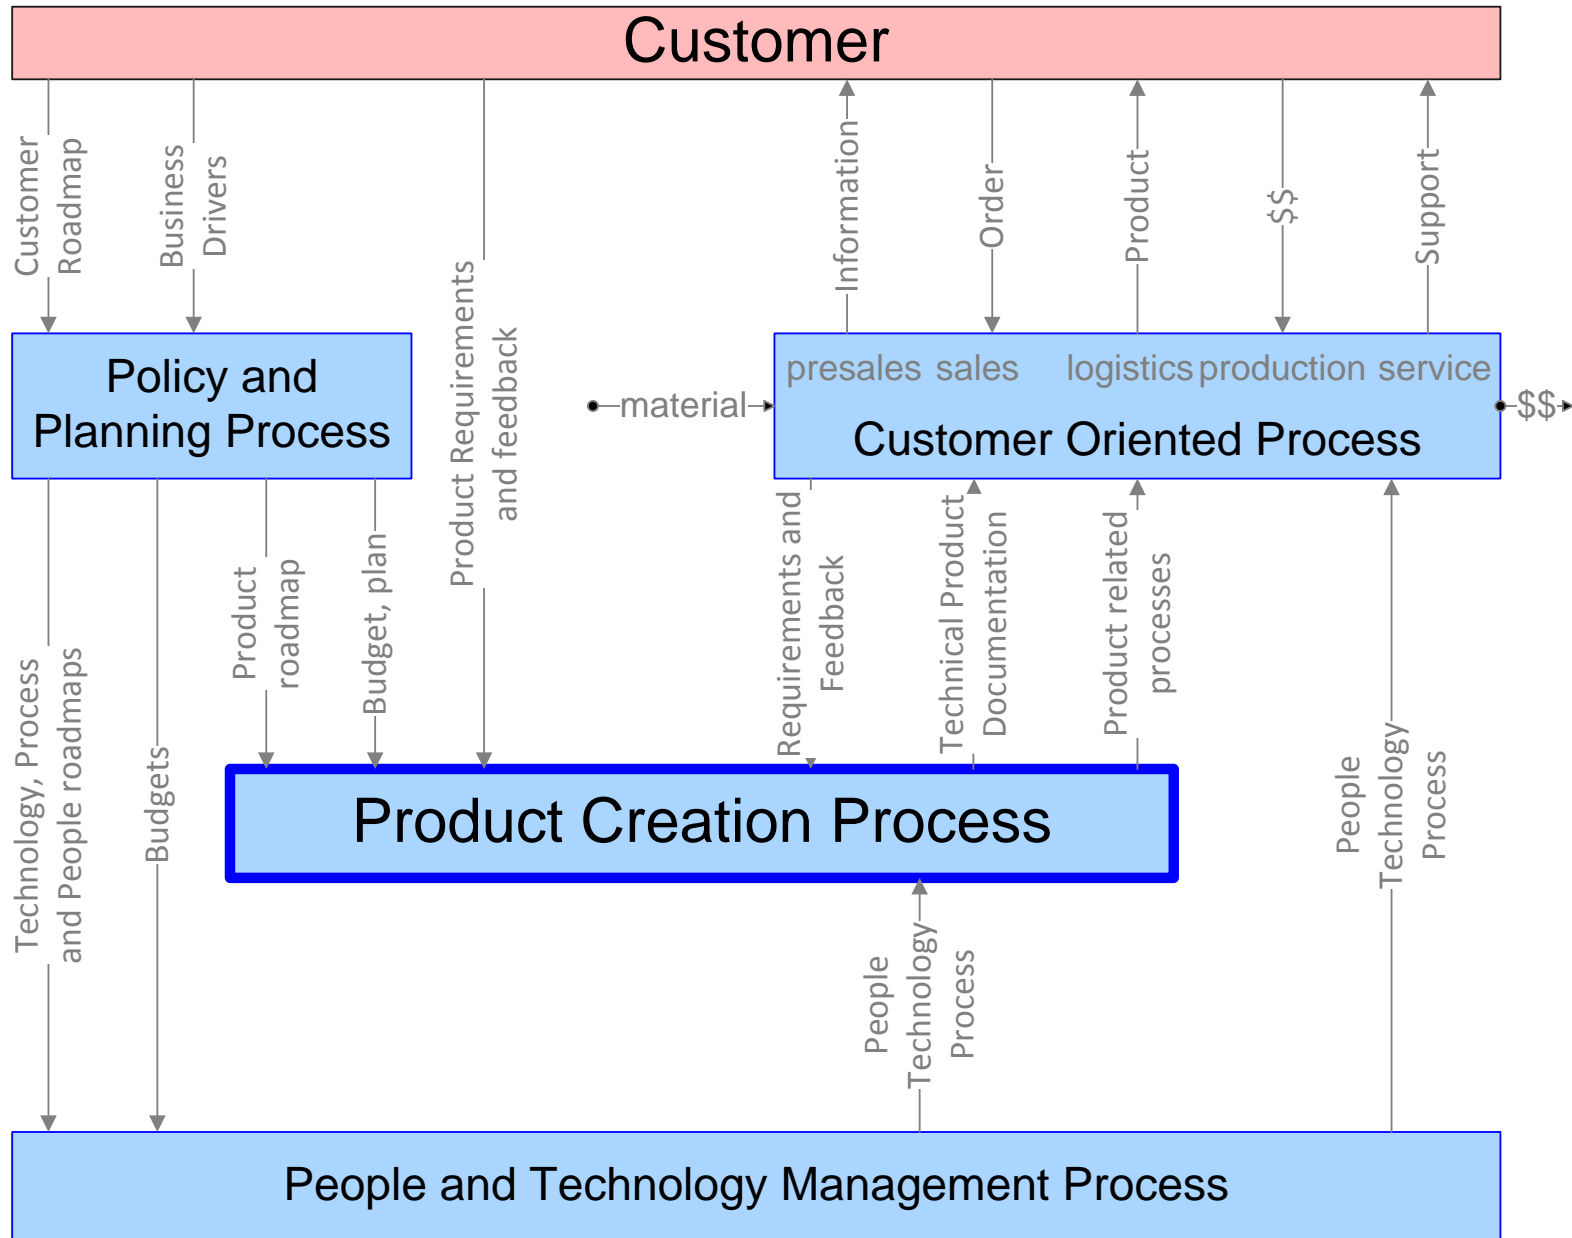 Customer
Customer
Roadmap
Business
Drivers
Product Requirements
and feedback
Information
Order
Product
$$
Support
Policy and
Planning Process
presales sales logistics production service
material
$$
Customer Oriented Process
Technology, Process
and People roadmaps
Budgets
Product
roadmap
Budget, plan
Requirements and
Feedback
Technical Product
Documentation
Product related
processes
People
Technology
Process
Product Creation Process
People
Technology
Process
People and Technology Management Process